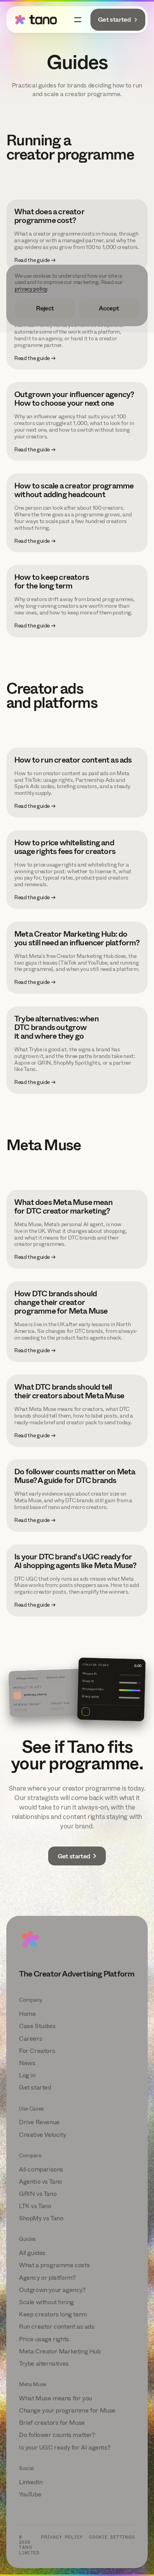 tano
Get started
Guides
Practical guides for brands deciding how to run
and scale a creator programme.
Running a
creator programme
What does a creator
programme cost?
What a creator programme costs in-house, through
an agency or with a managed partner, and why the
gap widens as you grow from 100 to 1,000 creators.
Read the guide →
We use cookies to understand how our site is
used and to improve our marketing. Read our
privacy policy.
Reject
Accept
to an agency, or hand it to a creator
programme partner.
Read the guide →
Outgrown your influencer agency?
How to choose your next one
Why an influencer agency that suits you at 100
creators can struggle at 1,000, what to look for in
your next one, and how to switch without losing
your creators.
Read the guide →
How to scale a creator programme
without adding headcount
One person can look after about 100 creators.
Where the time goes as a programme grows, and
four ways to scale past a few hundred creators
without hiring.
Read the guide →
How to keep creators
for the long term
Why creators drift away from brand programmes,
why long-running creators are worth more than
new ones, and how to keep more of them posting.
Read the guide →
Creator ads
and platforms
How to run creator content as ads
How to run creator content as paid ads on Meta
and TikTok: usage rights, Partnership Ads and
Spark Ads codes, briefing creators, and a steady
monthly supply.
Read the guide →
How to price whitelisting and
usage rights fees for creators
How to price usage rights and whitelisting for a
winning creator post: whether to license it, what
you pay for, typical rates, product-paid creators
and renewals.
Read the guide →
Meta Creator Marketing Hub: do
you still need an influencer platform?
What Meta's free Creator Marketing Hub does, the
two gaps it leaves (TikTok and YouTube, and running
the programme), and when you still need a platform.
Read the guide →
Trybe alternatives: when
DTC brands outgrow
it and where they go
What Trybe is good at, the signs a brand has
outgrown it, and the three paths brands take next:
Aspire or GRIN, ShopMy Spotlights, or a partner
like Tano.
Read the guide →
Meta Muse
What does Meta Muse mean
for DTC creator marketing?
Meta Muse, Meta's personal AI agent, is now
live in the UK. What it changes about shopping,
and what it means for DTC brands and their
creator programmes.
Read the guide →
How DTC brands should
change their creator
programme for Meta Muse
Muse is live in the UK after early lessons in North
America. Six changes for DTC brands, from always-
on seeding to the product facts agents check.
Read the guide →
What DTC brands should tell
their creators about Meta Muse
What Meta Muse means for creators, what DTC
brands should tell them, how to label posts, and a
ready-made brief and creator pack to send today.
Read the guide →
Do follower counts matter on Meta
Muse? A guide for DTC brands
What early evidence says about creator size on
Meta Muse, and why DTC brands still gain from a
broad base of nano and micro creators.
Read the guide →
Is your DTC brand's UGC ready for
AI shopping agents like Meta Muse?
DTC UGC that sells now fuels ads misses what Meta
Muse works from: posts shoppers save. How to add
organic creator posts, then amplify the winners.
Read the guide →
See if Tano fits
your programme.
Share where your creator programme is today.
Our strategists will come back with what it
would take to run it always-on, with the
relationships and content rights staying with
your brand.
Get started
The Creator Advertising Platform
Company
Home
Case Studies
Careers
For Creators
News
Log in
Get started
Use Cases
Drive Revenue
Creative Velocity
Compare
All comparisons
Agentio vs Tano
GRIN vs Tano
LTK vs Tano
ShopMy vs Tano
Guides
All guides
What a programme costs
Agency or platform?
Outgrown your agency?
Scale without hiring
Keep creators long term
Run creator content as ads
Price usage rights
Meta Creator Marketing Hub
Trybe alternatives
Meta Muse
What Muse means for you
Change your programme for Muse
Brief creators for Muse
Do follower counts matter?
Is your UGC ready for AI agents?
Social
LinkedIn
YouTube
©
2026
TANO
LIMITED
PRIVACY POLICY
COOKIE SETTINGS